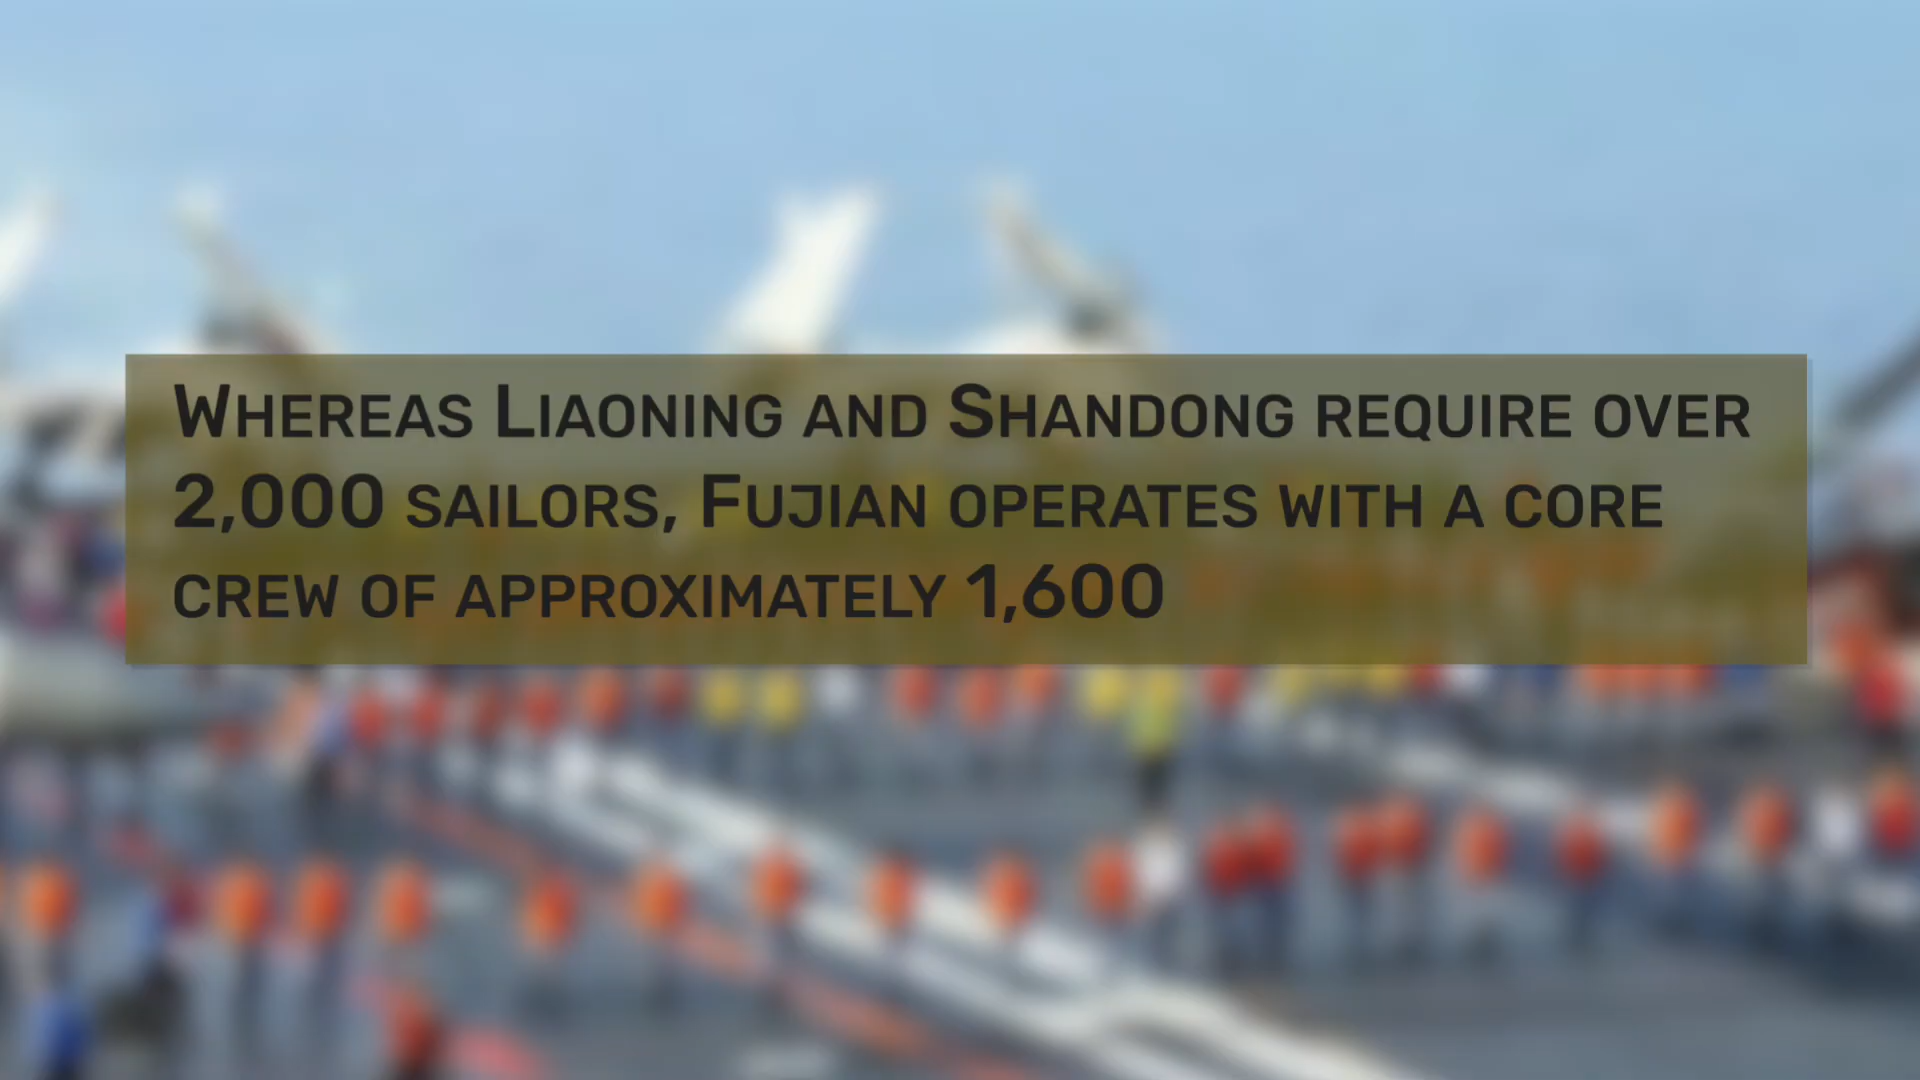 Whereas Liaoning and Shandong require over
2,000 sailors, Fujian operates with a core
crew of approximately 1,600